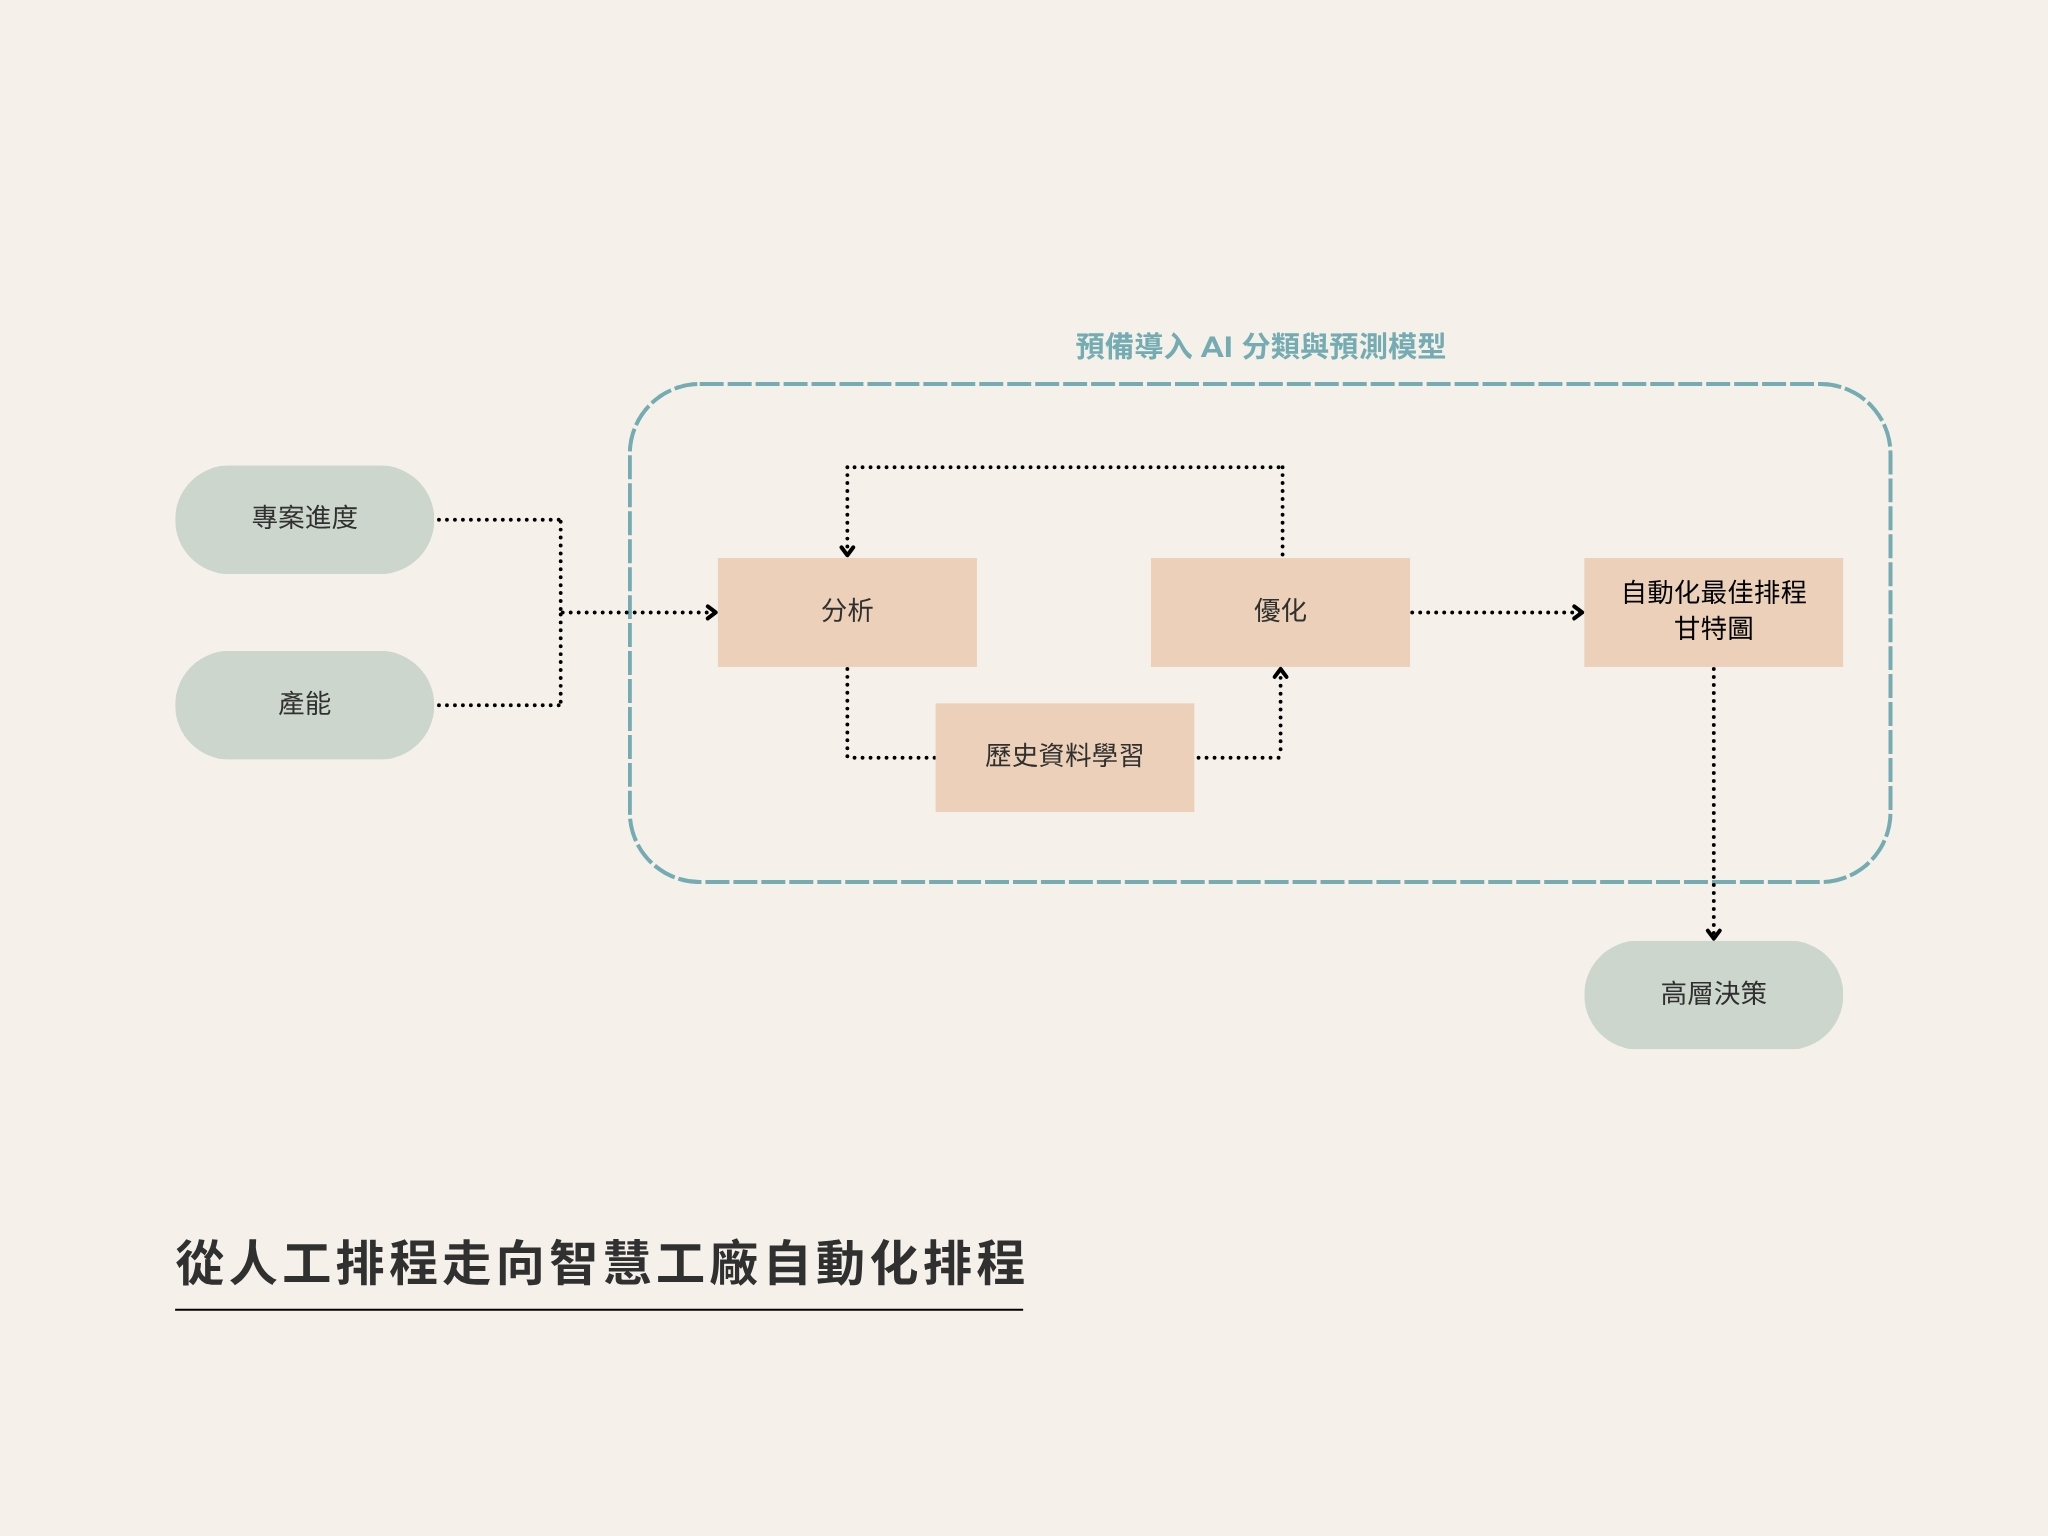 預備導入 AI 分類與預測模型
專案進度
產能
分析
優化
自動化最佳排程
甘特圖
歷史資料學習
高層決策
從人工排程走向智慧工廠自動化排程